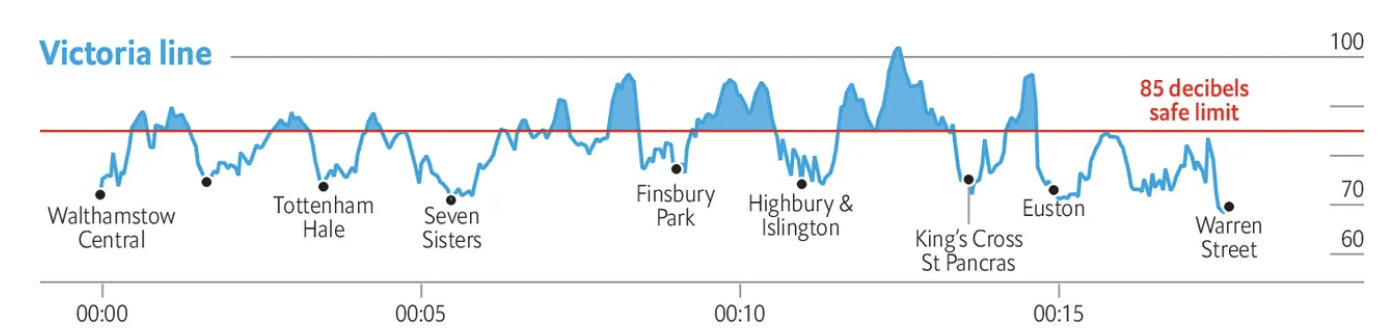 Victoria line
100
85 decibels
safe limit
70
60
Walthamstow
Central
Tottenham
Hale
Seven
Sisters
Finsbury
Park
Highbury &
Islington
King's Cross
St Pancras
Euston
Warren
Street
00:00
00:05
00:10
00:15